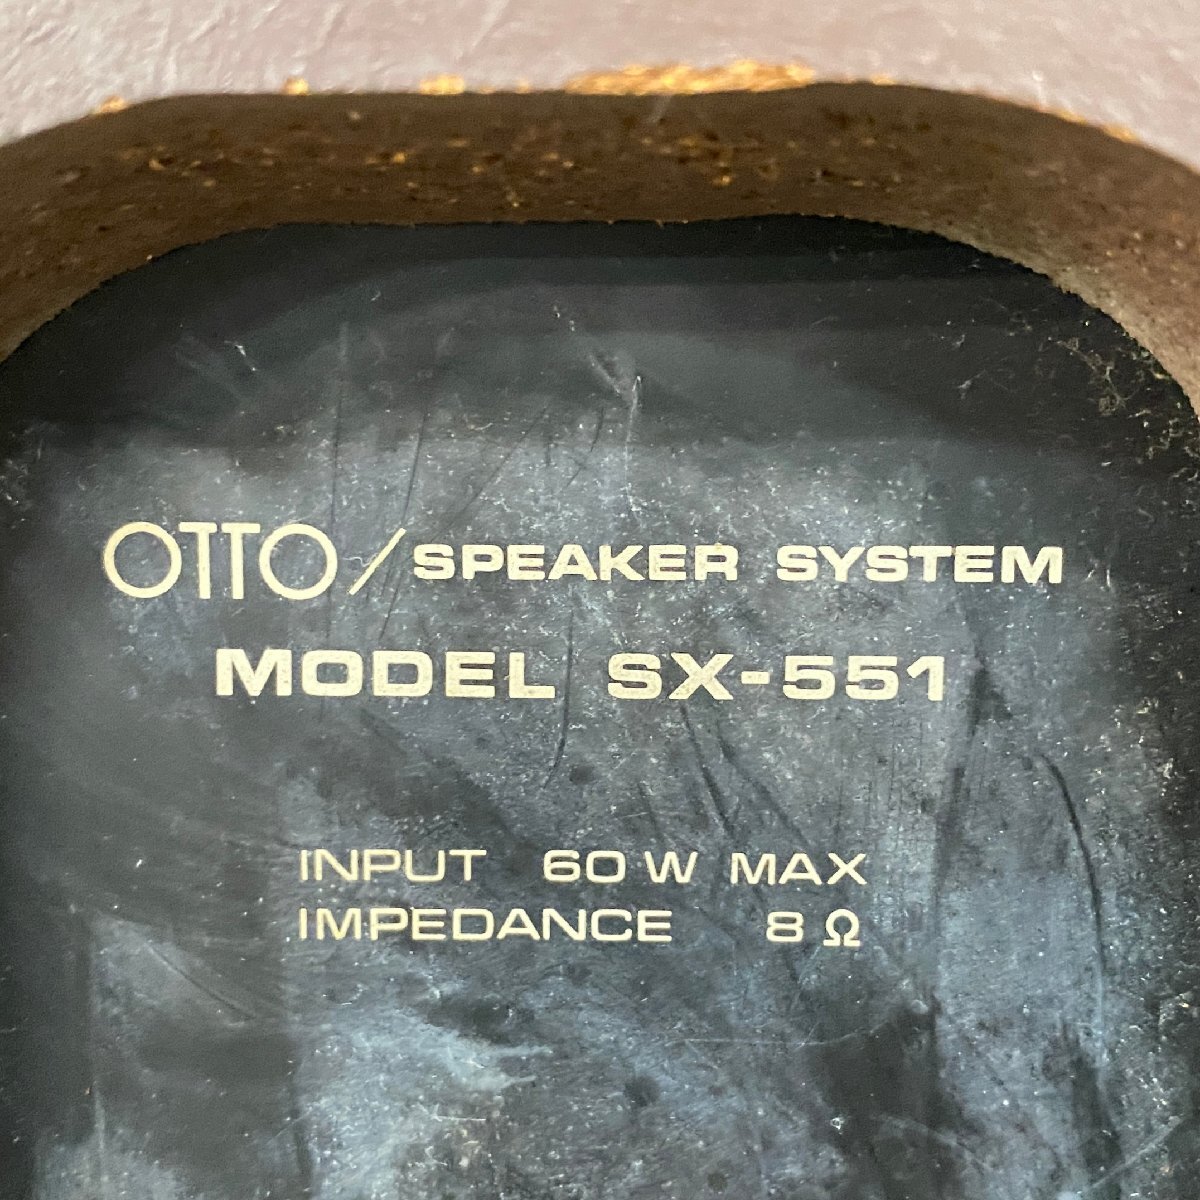 OTTO/SPEAKER SYSTEM
MODEL SX-551
INPUT 60 W MAX
IMPEDANCE 8 Ω